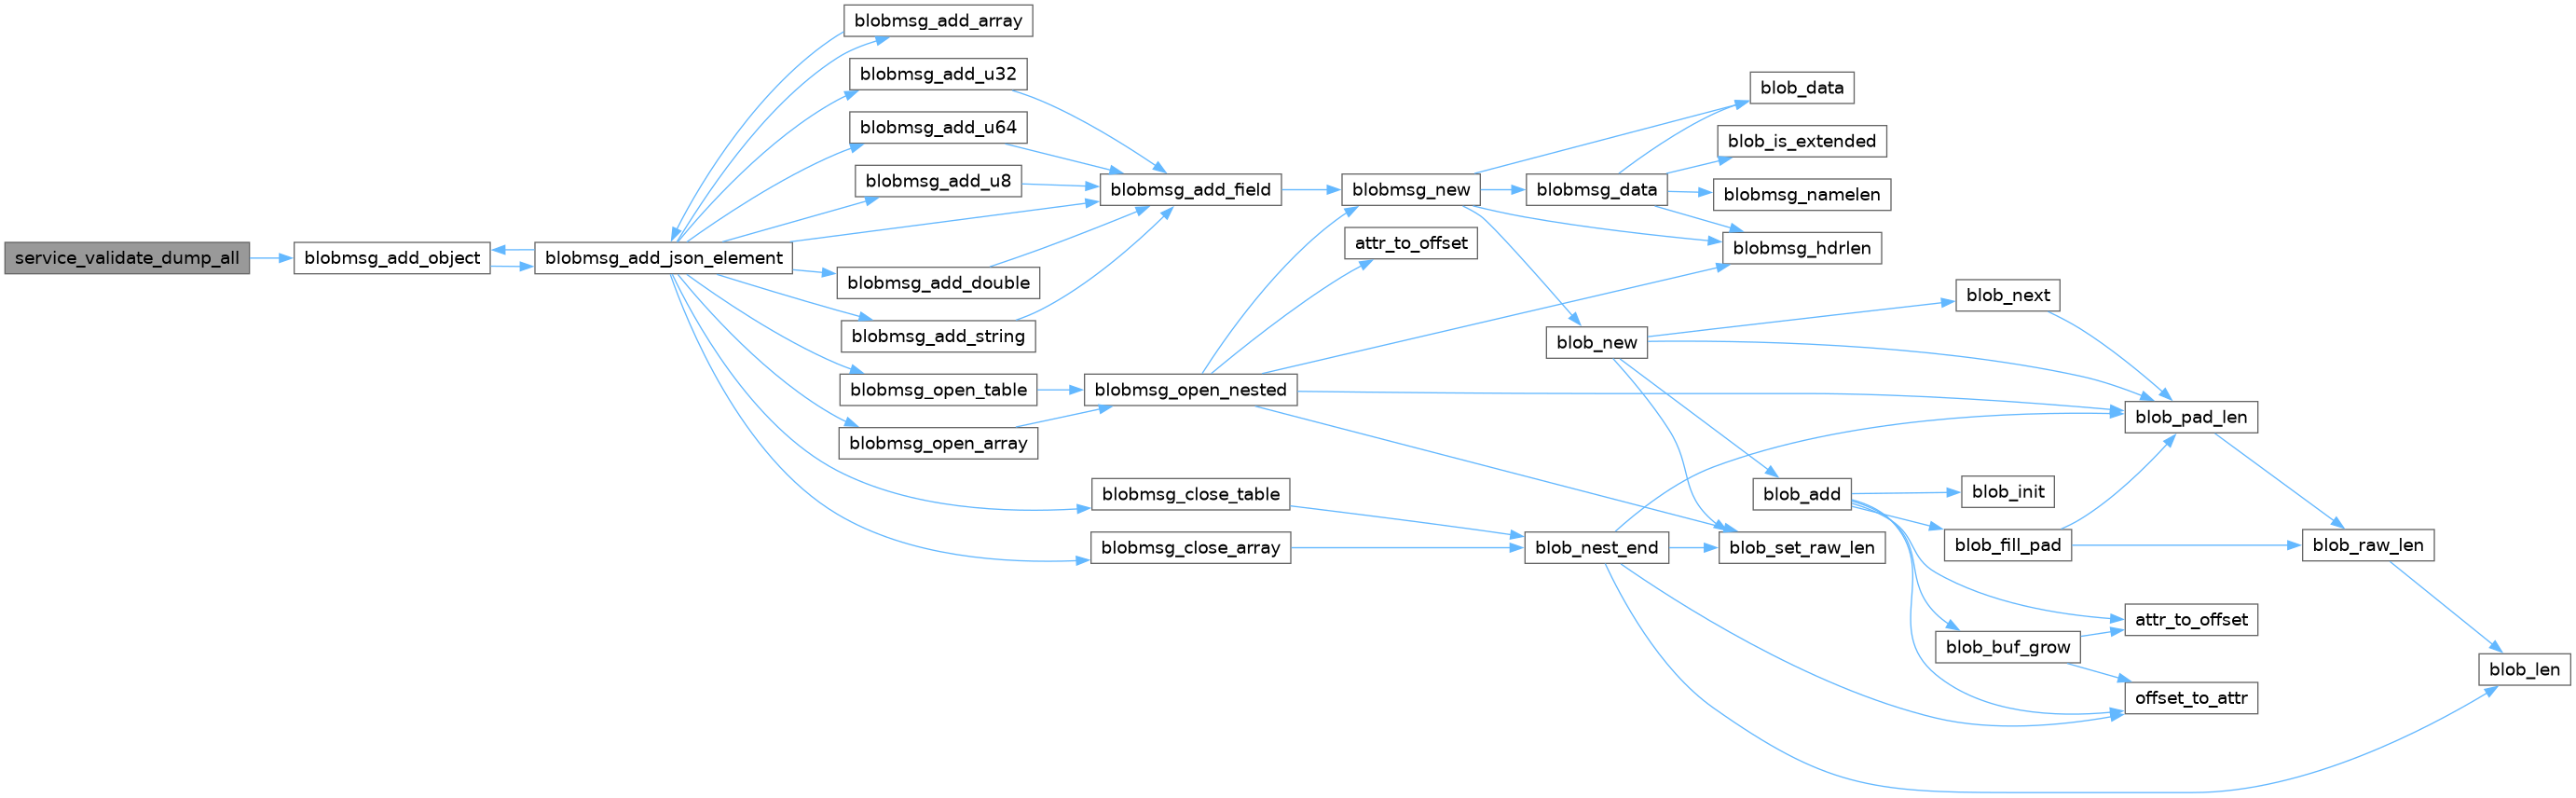 service_validate_dump_all
blobmsg_add_object
blobmsg_add_json_element
blobmsg_add_array
blobmsg_add_u32
blobmsg_add_u64
blobmsg_add_u8
blobmsg_add_double
blobmsg_add_string
blobmsg_open_table
blobmsg_open_array
blobmsg_add_field
blobmsg_open_nested
blobmsg_close_table
blobmsg_close_array
blobmsg_new
attr_to_offset
blobmsg_data
blob_new
blob_nest_end
blob_data
blob_is_extended
blobmsg_namelen
blobmsg_hdrlen
blob_add
blob_set_raw_len
blob_next
blob_init
blob_fill_pad
blob_buf_grow
blob_pad_len
attr_to_offset
offset_to_attr
blob_raw_len
blob_len